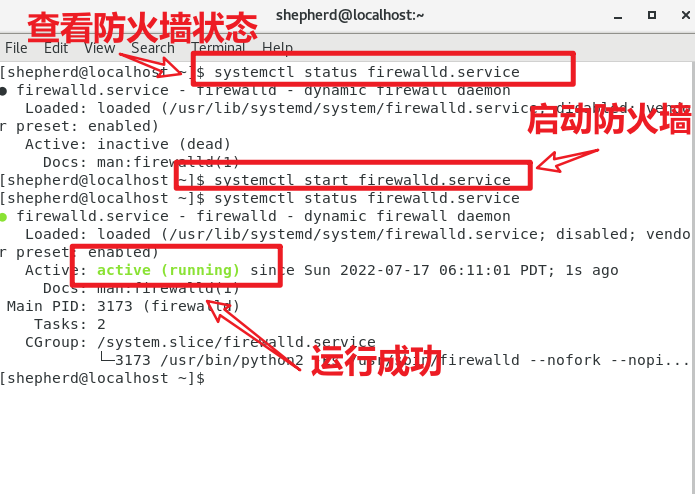 shepherd@localhost:~
查看防火墙状态
File Edit View Search Terminal Help
[shepherd@localhost ~]$ systemctl status firewalld.service
● firewalld.service - firewalld - dynamic firewall daemon
Loaded: loaded (/usr/lib/systemd/system/firewalld.service; disabled; vendo
r preset: enabled)
启动防火墙
Active: inactive (dead)
Docs: man:firewalld(1)
[shepherd@localhost ~]$ systemctl start firewalld.service
[shepherd@localhost ~]$ systemctl status firewalld.service
● firewalld.service - firewalld - dynamic firewall daemon
Loaded: loaded (/usr/lib/systemd/system/firewalld.service; disabled; vendo
r preset: enabled)
Active: active (running) since Sun 2022-07-17 06:11:01 PDT; 1s ago
Docs: man:firewalld(1)
Main PID: 3173 (firewalld)
Tasks: 2
CGroup: /system.slice/firewalld.service
└─3173 /usr/bin/python2 firewalld --nofork --nopi...
运行成功
[shepherd@localhost ~]$